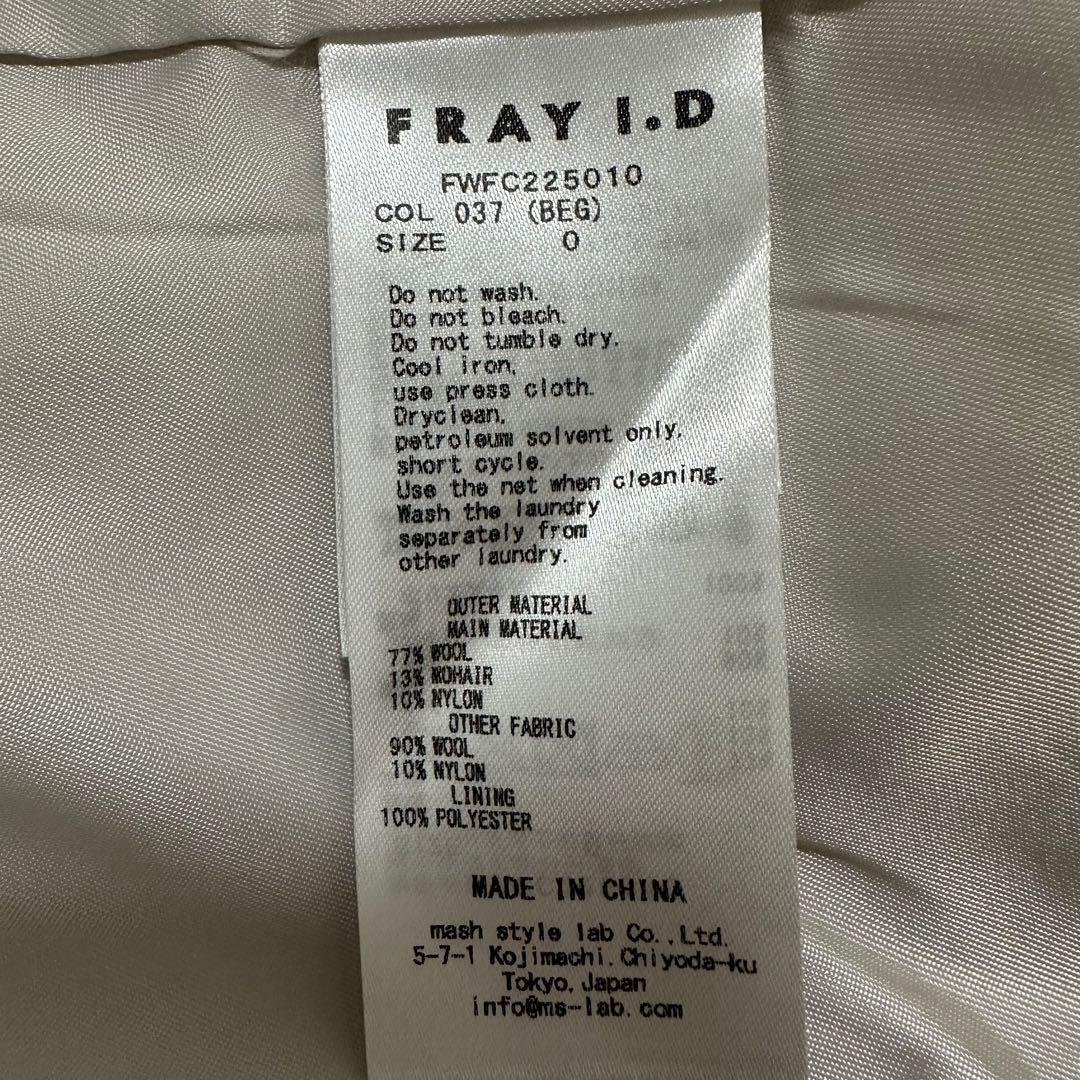 FRAY I.D
FWFC225010
COL 037 (BEG)
SIZE 0
Do not wash.
Do not bleach.
Do not tumble dry.
Cool iron,
use press cloth.
Dryclean,
petroleum solvent only,
short cycle.
Use the net when cleaning.
Wash the laundry
separately from
other laundry.
OUTER MATERIAL
MAIN MATERIAL
77% WOOL
13% MOHAIR
10% NYLON
OTHER FABRIC
90% WOOL
10% NYLON
LINING
100% POLYESTER
MADE IN CHINA
mash style lab Co.,Ltd.
5-7-1 Kojimachi.Chiyoda-ku
Tokyo, Japan
info@ms-lab.com